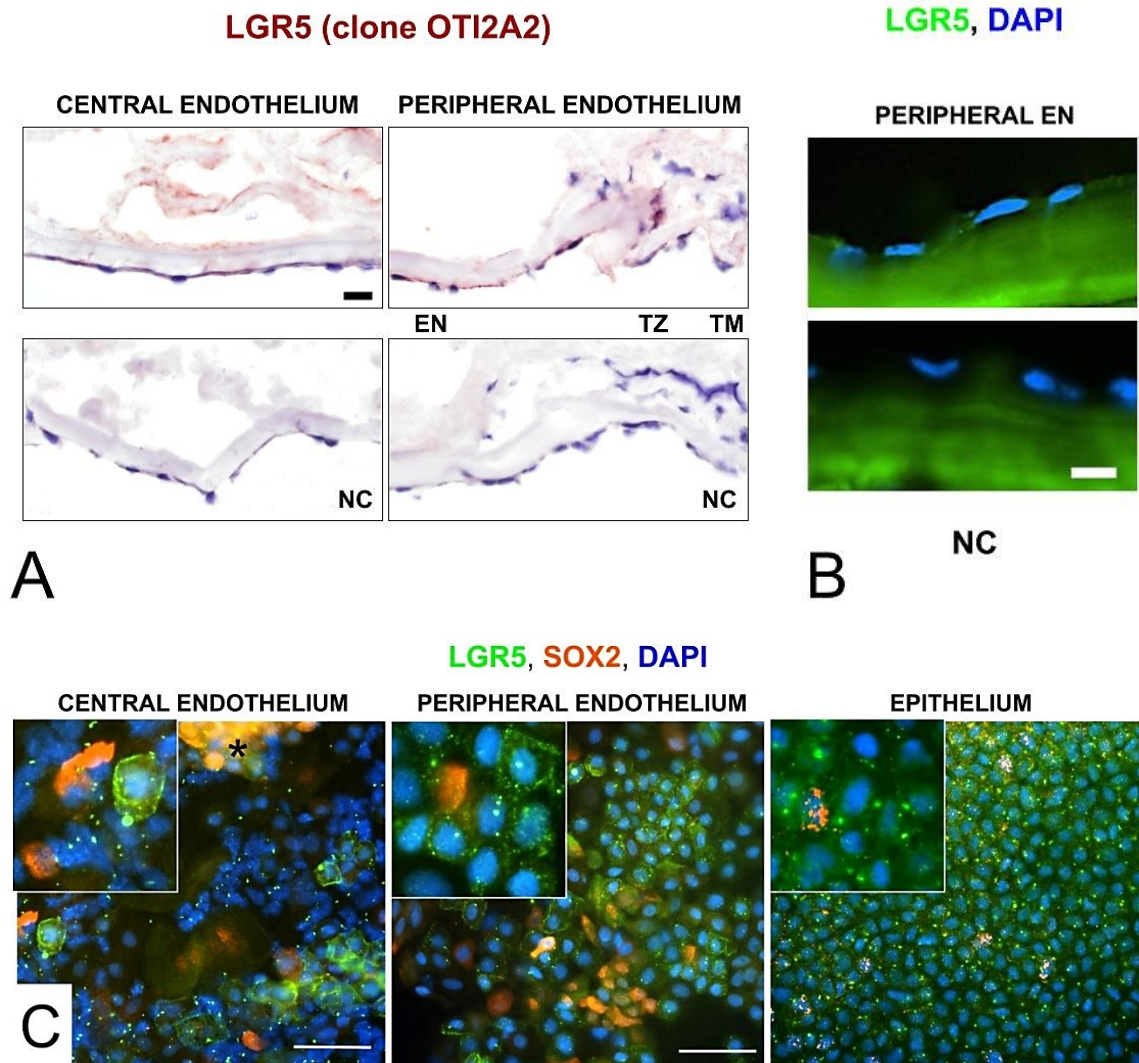 LGR5 (clone OTI2A2)
CENTRAL ENDOTHELIUM
PERIPHERAL ENDOTHELIUM
EN
TZ
TM
NC
NC
A
LGR5, DAPI
PERIPHERAL EN
NC
B
LGR5, SOX2, DAPI
CENTRAL ENDOTHELIUM
PERIPHERAL ENDOTHELIUM
EPITHELIUM
*
C